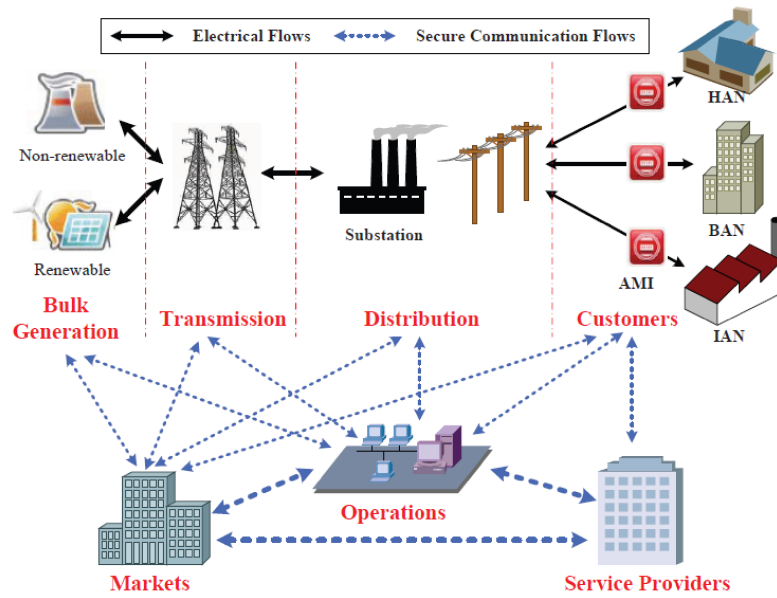 Electrical Flows
Secure Communication Flows
Non-renewable
Renewable
Substation
HAN
BAN
AMI
IAN
Bulk
Generation
Transmission
Distribution
Customers
Operations
Markets
Service Providers